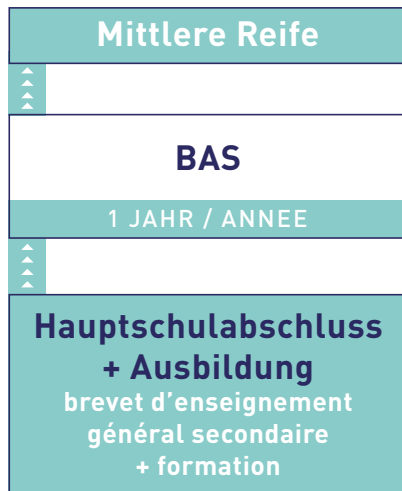 Mittlere Reife
BAS
1 JAHR / ANNEE
Hauptschulabschluss
+ Ausbildung
brevet d’enseignement
général secondaire
+ formation